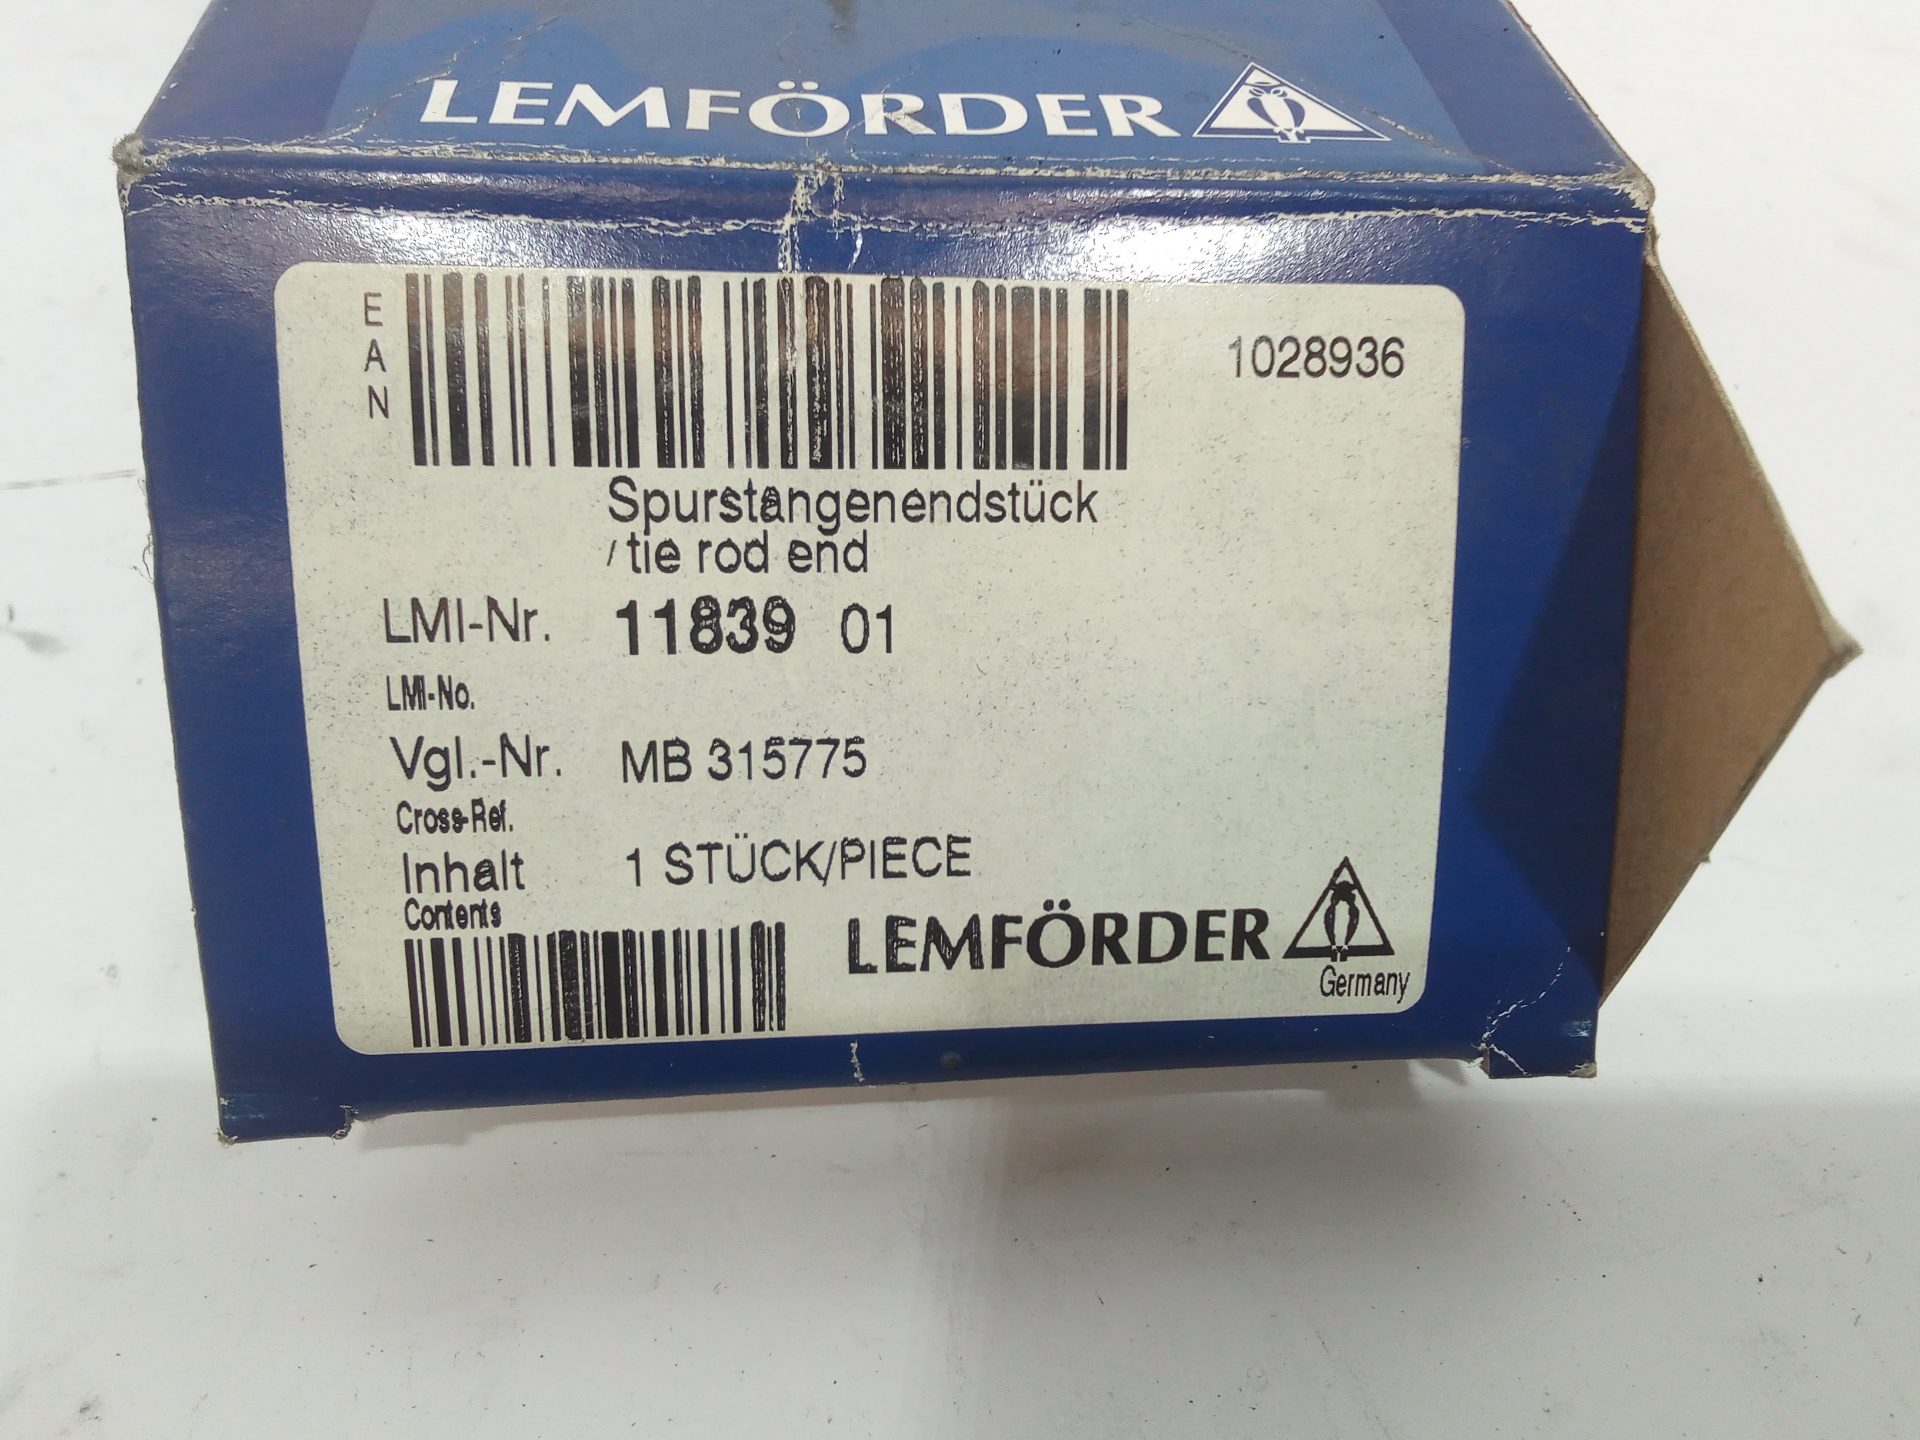 LEMFÖRDER
EAN
1028936
Spurstangenendstück
/tie rod end
LMI-Nr. 11839 01
LMI-No.
Vgl.-Nr. MB 315775
Cross-Ref.
Inhalt 1 STÜCK/PIECE
Contents
LEMFÖRDER
Germany